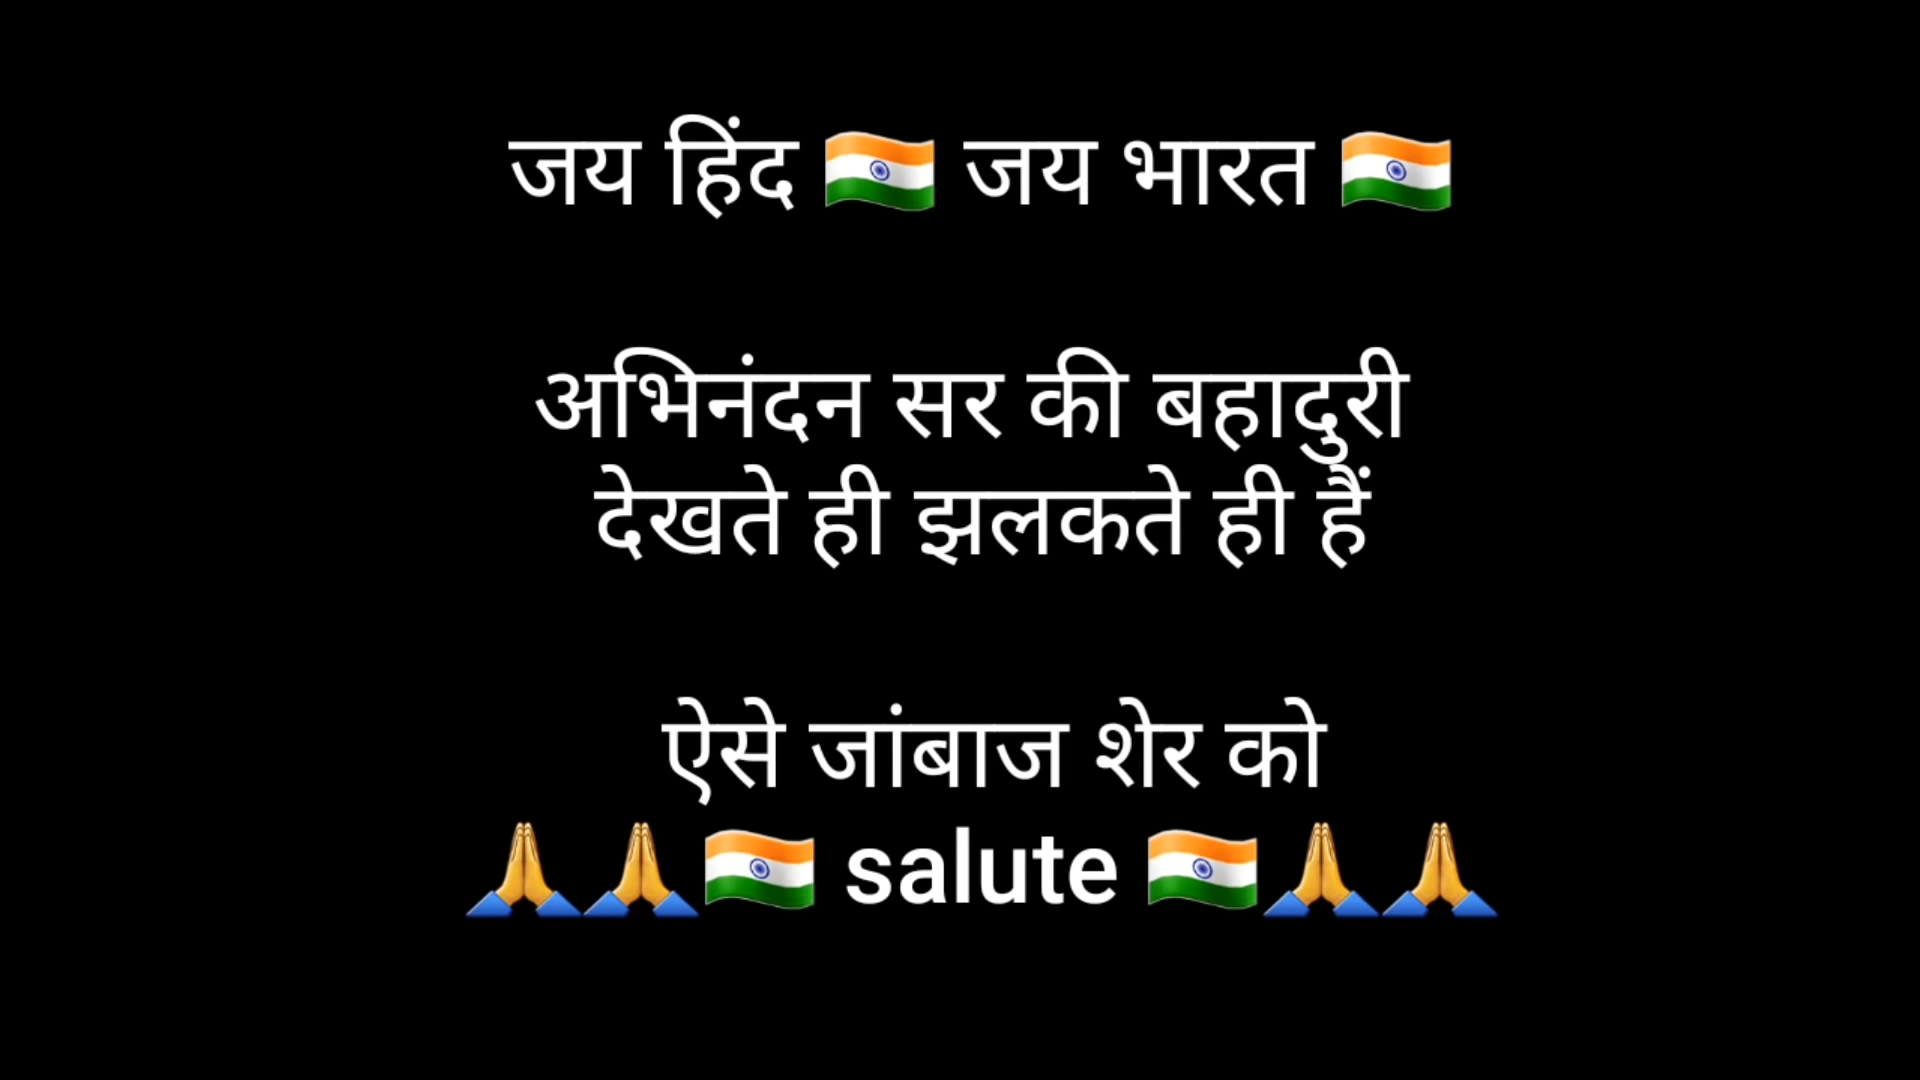 जय हिंद 🇮🇳 जय भारत 🇮🇳
अभिनंदन सर की बहादुरी
देखते ही झलकते ही हैं
ऐसे जांबाज शेर को
🙏🙏🇮🇳 salute 🇮🇳🙏🙏